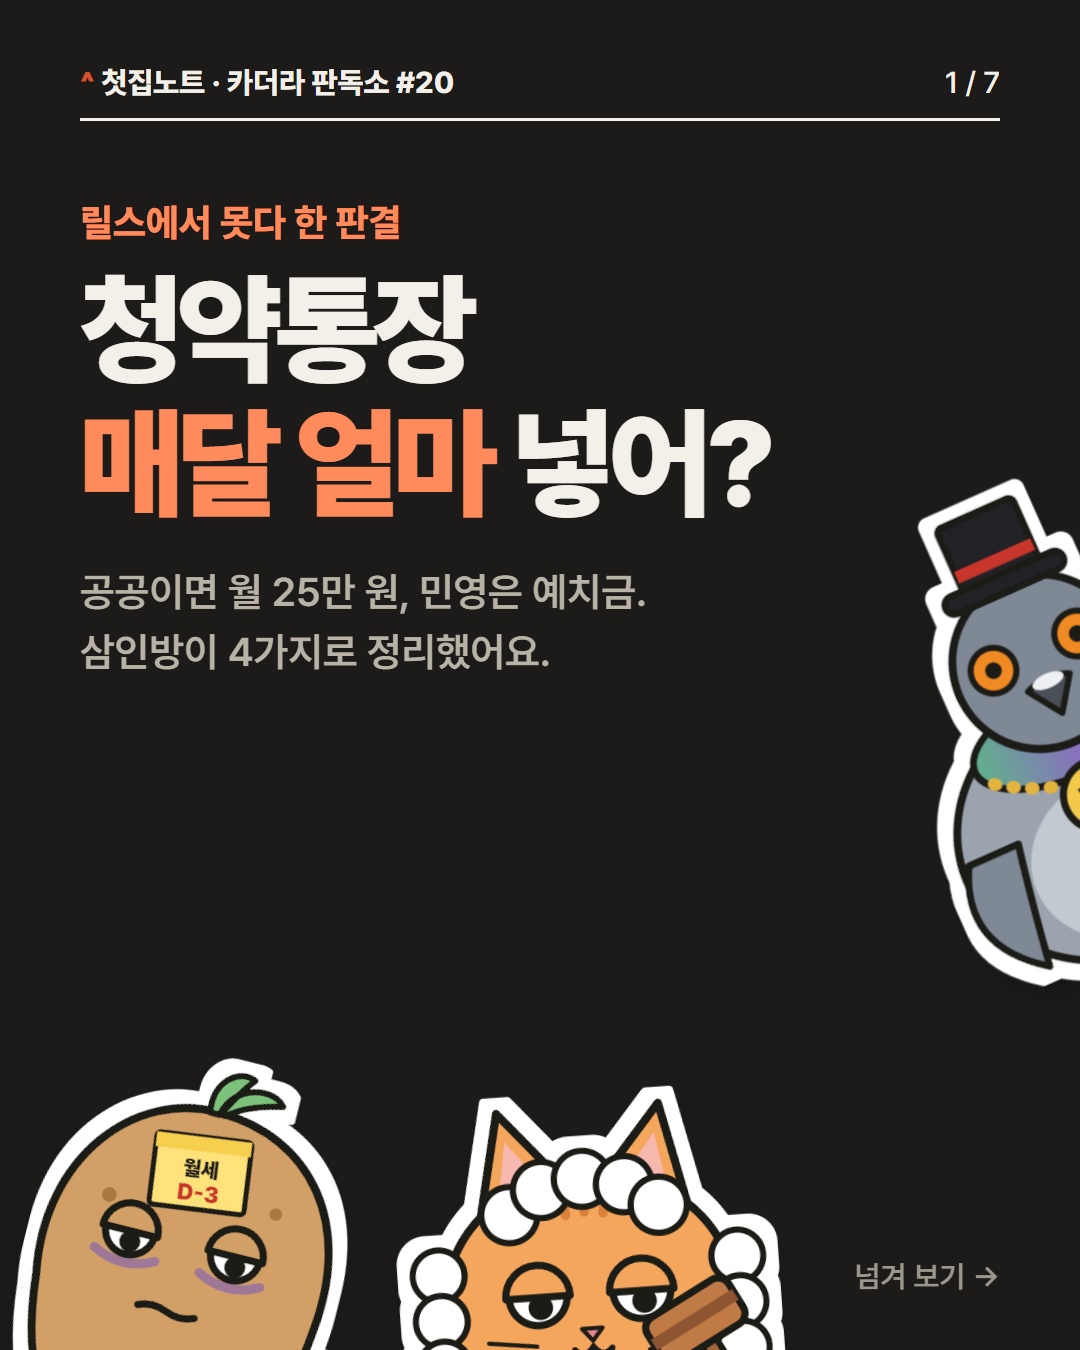 ^ 첫집노트 · 카더라 판독소 #20
1 / 7
릴스에서 못다 한 판결
청약통장
매달 얼마 넣어?
공공이면 월 25만 원, 민영은 예치금.
삼인방이 4가지로 정리했어요.
월세
D-3
넘겨 보기 →